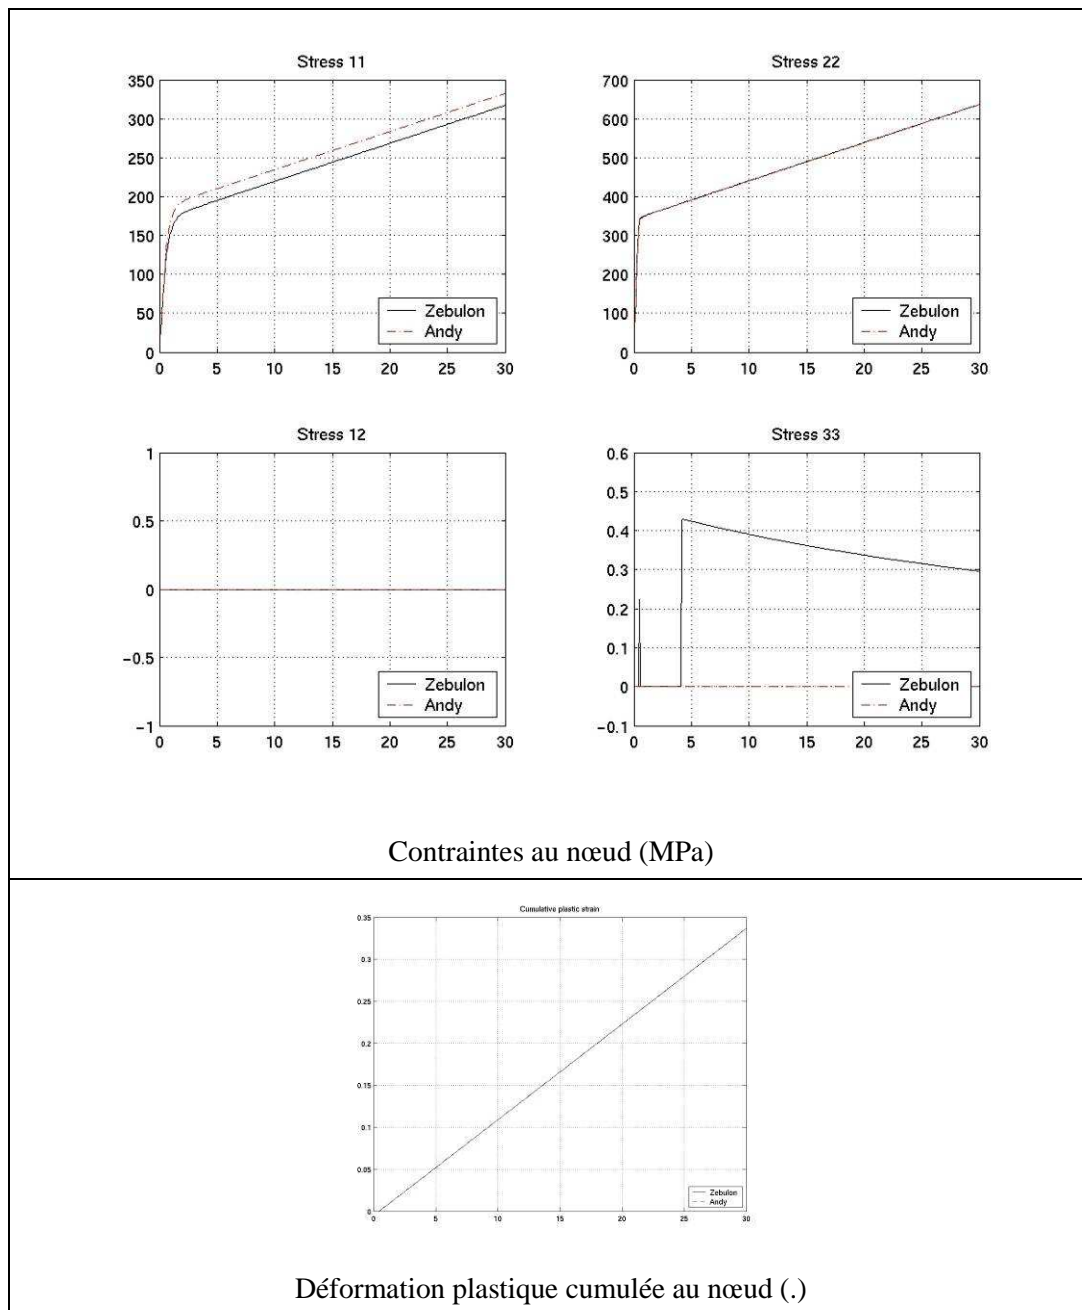 Stress 11
350
300
250
200
150
100
50
0
0 5 10 15 20 25 30
Zebulon
Andy
Stress 22
700
600
500
400
300
200
100
0
0 5 10 15 20 25 30
Zebulon
Andy
Stress 12
1
0.5
0
−0.5
−1
0 5 10 15 20 25 30
Zebulon
Andy
Stress 33
0.6
0.5
0.4
0.3
0.2
0.1
0
−0.1
0 5 10 15 20 25 30
Zebulon
Andy
Contraintes au nœud (MPa)
Cumulative plastic strain
0.35
0.3
0.25
0.2
0.15
0.1
0.05
0
0 5 10 15 20 25 30
Zebulon
Andy
Déformation plastique cumulée au nœud (.)